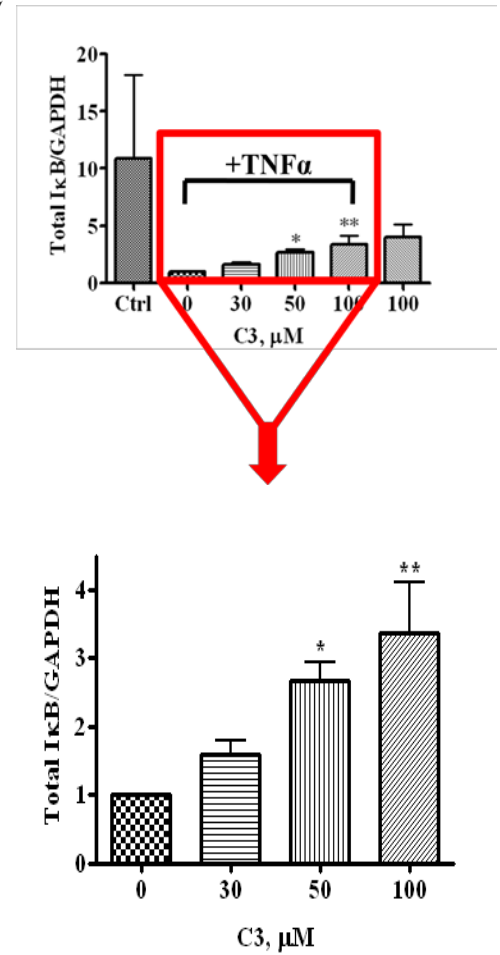 20
15
10
5
0
Total IκB/GAPDH
+TNFα
* **
Ctrl 0 30 50 100 100
C3, μM
4
3
2
1
0
Total IκB/GAPDH
* **
0 30 50 100
C3, μM